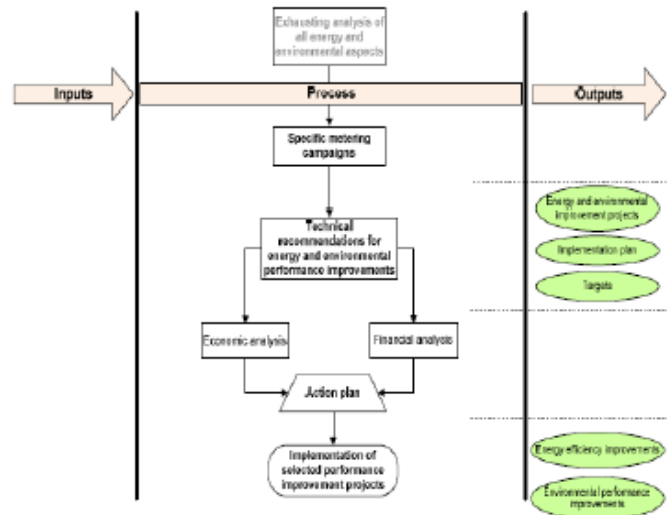 Exhausting analysis of
all energy and
environmental aspects
Inputs
Process
Outputs
Specific metering
campaigns
Energy and environmental
improvement projects
Technical
recommendations for
energy and environmental
performance improvements
Implementation plan
Targets
Economic analysis
Financial analysis
Action plan
Implementation of
selected performance
improvement projects
Energy efficiency improvements
Environmental performance
improvements